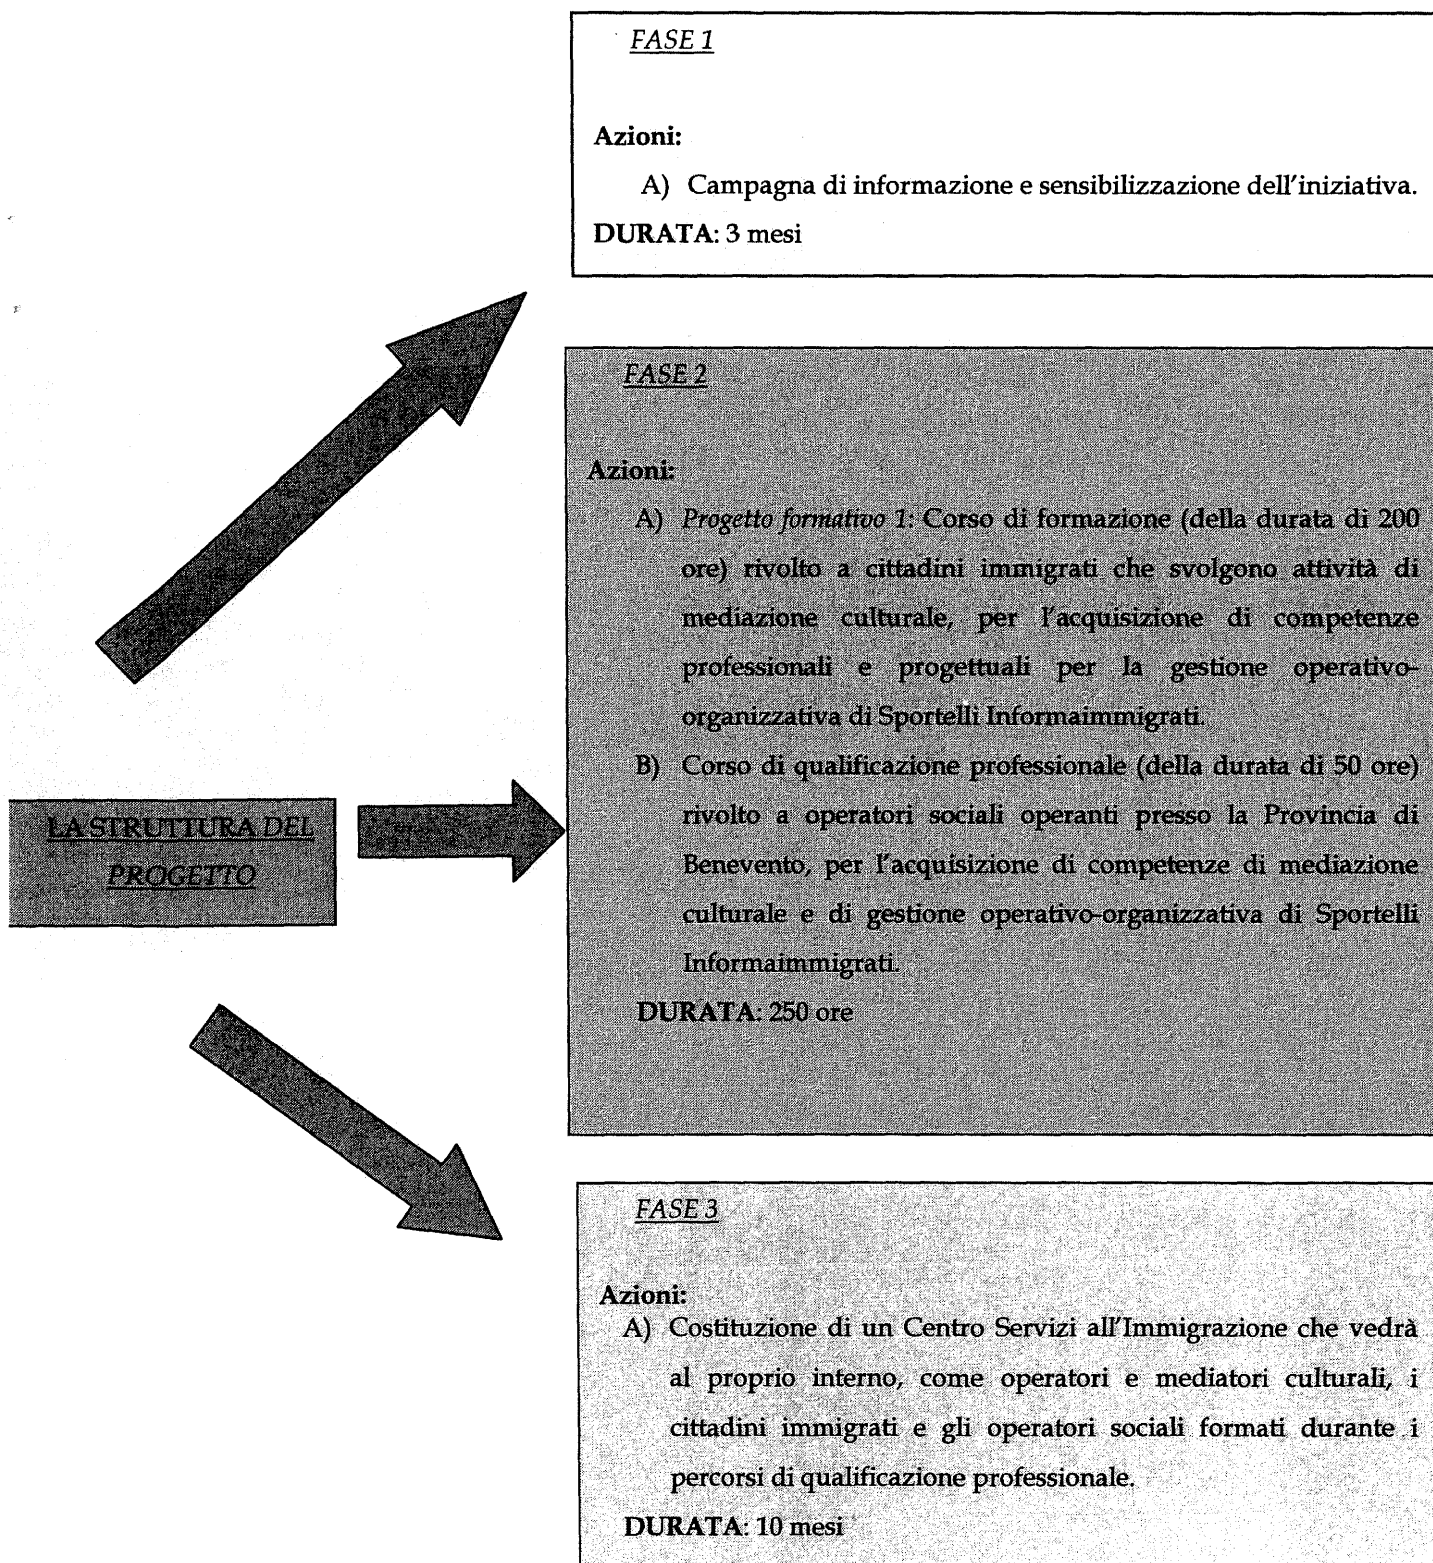 FASE 1
Azioni:
A) Campagna di informazione e sensibilizzazione dell'iniziativa.
DURATA: 3 mesi
FASE 2
Azioni:
A) Progetto formativo 1: Corso di formazione (della durata di 200
ore) rivolto a cittadini immigrati che svolgono attività di
mediazione culturale, per l'acquisizione di competenze
professionali e progettuali per la gestione operativo-
organizzativa di Sportelli Informaimmigrati.
B) Corso di qualificazione professionale (della durata di 50 ore)
rivolto a operatori sociali operanti presso la Provincia di
Benevento, per l'acquisizione di competenze di mediazione
culturale e di gestione operativo-organizzativa di Sportelli
Informaimmigrati.
DURATA: 250 ore
LA STRUTTURA DEL
PROGETTO
FASE 3
Azioni:
A) Costituzione di un Centro Servizi all'Immigrazione che vedrà
al proprio interno, come operatori e mediatori culturali, i
cittadini immigrati e gli operatori sociali formati durante i
percorsi di qualificazione professionale.
DURATA: 10 mesi